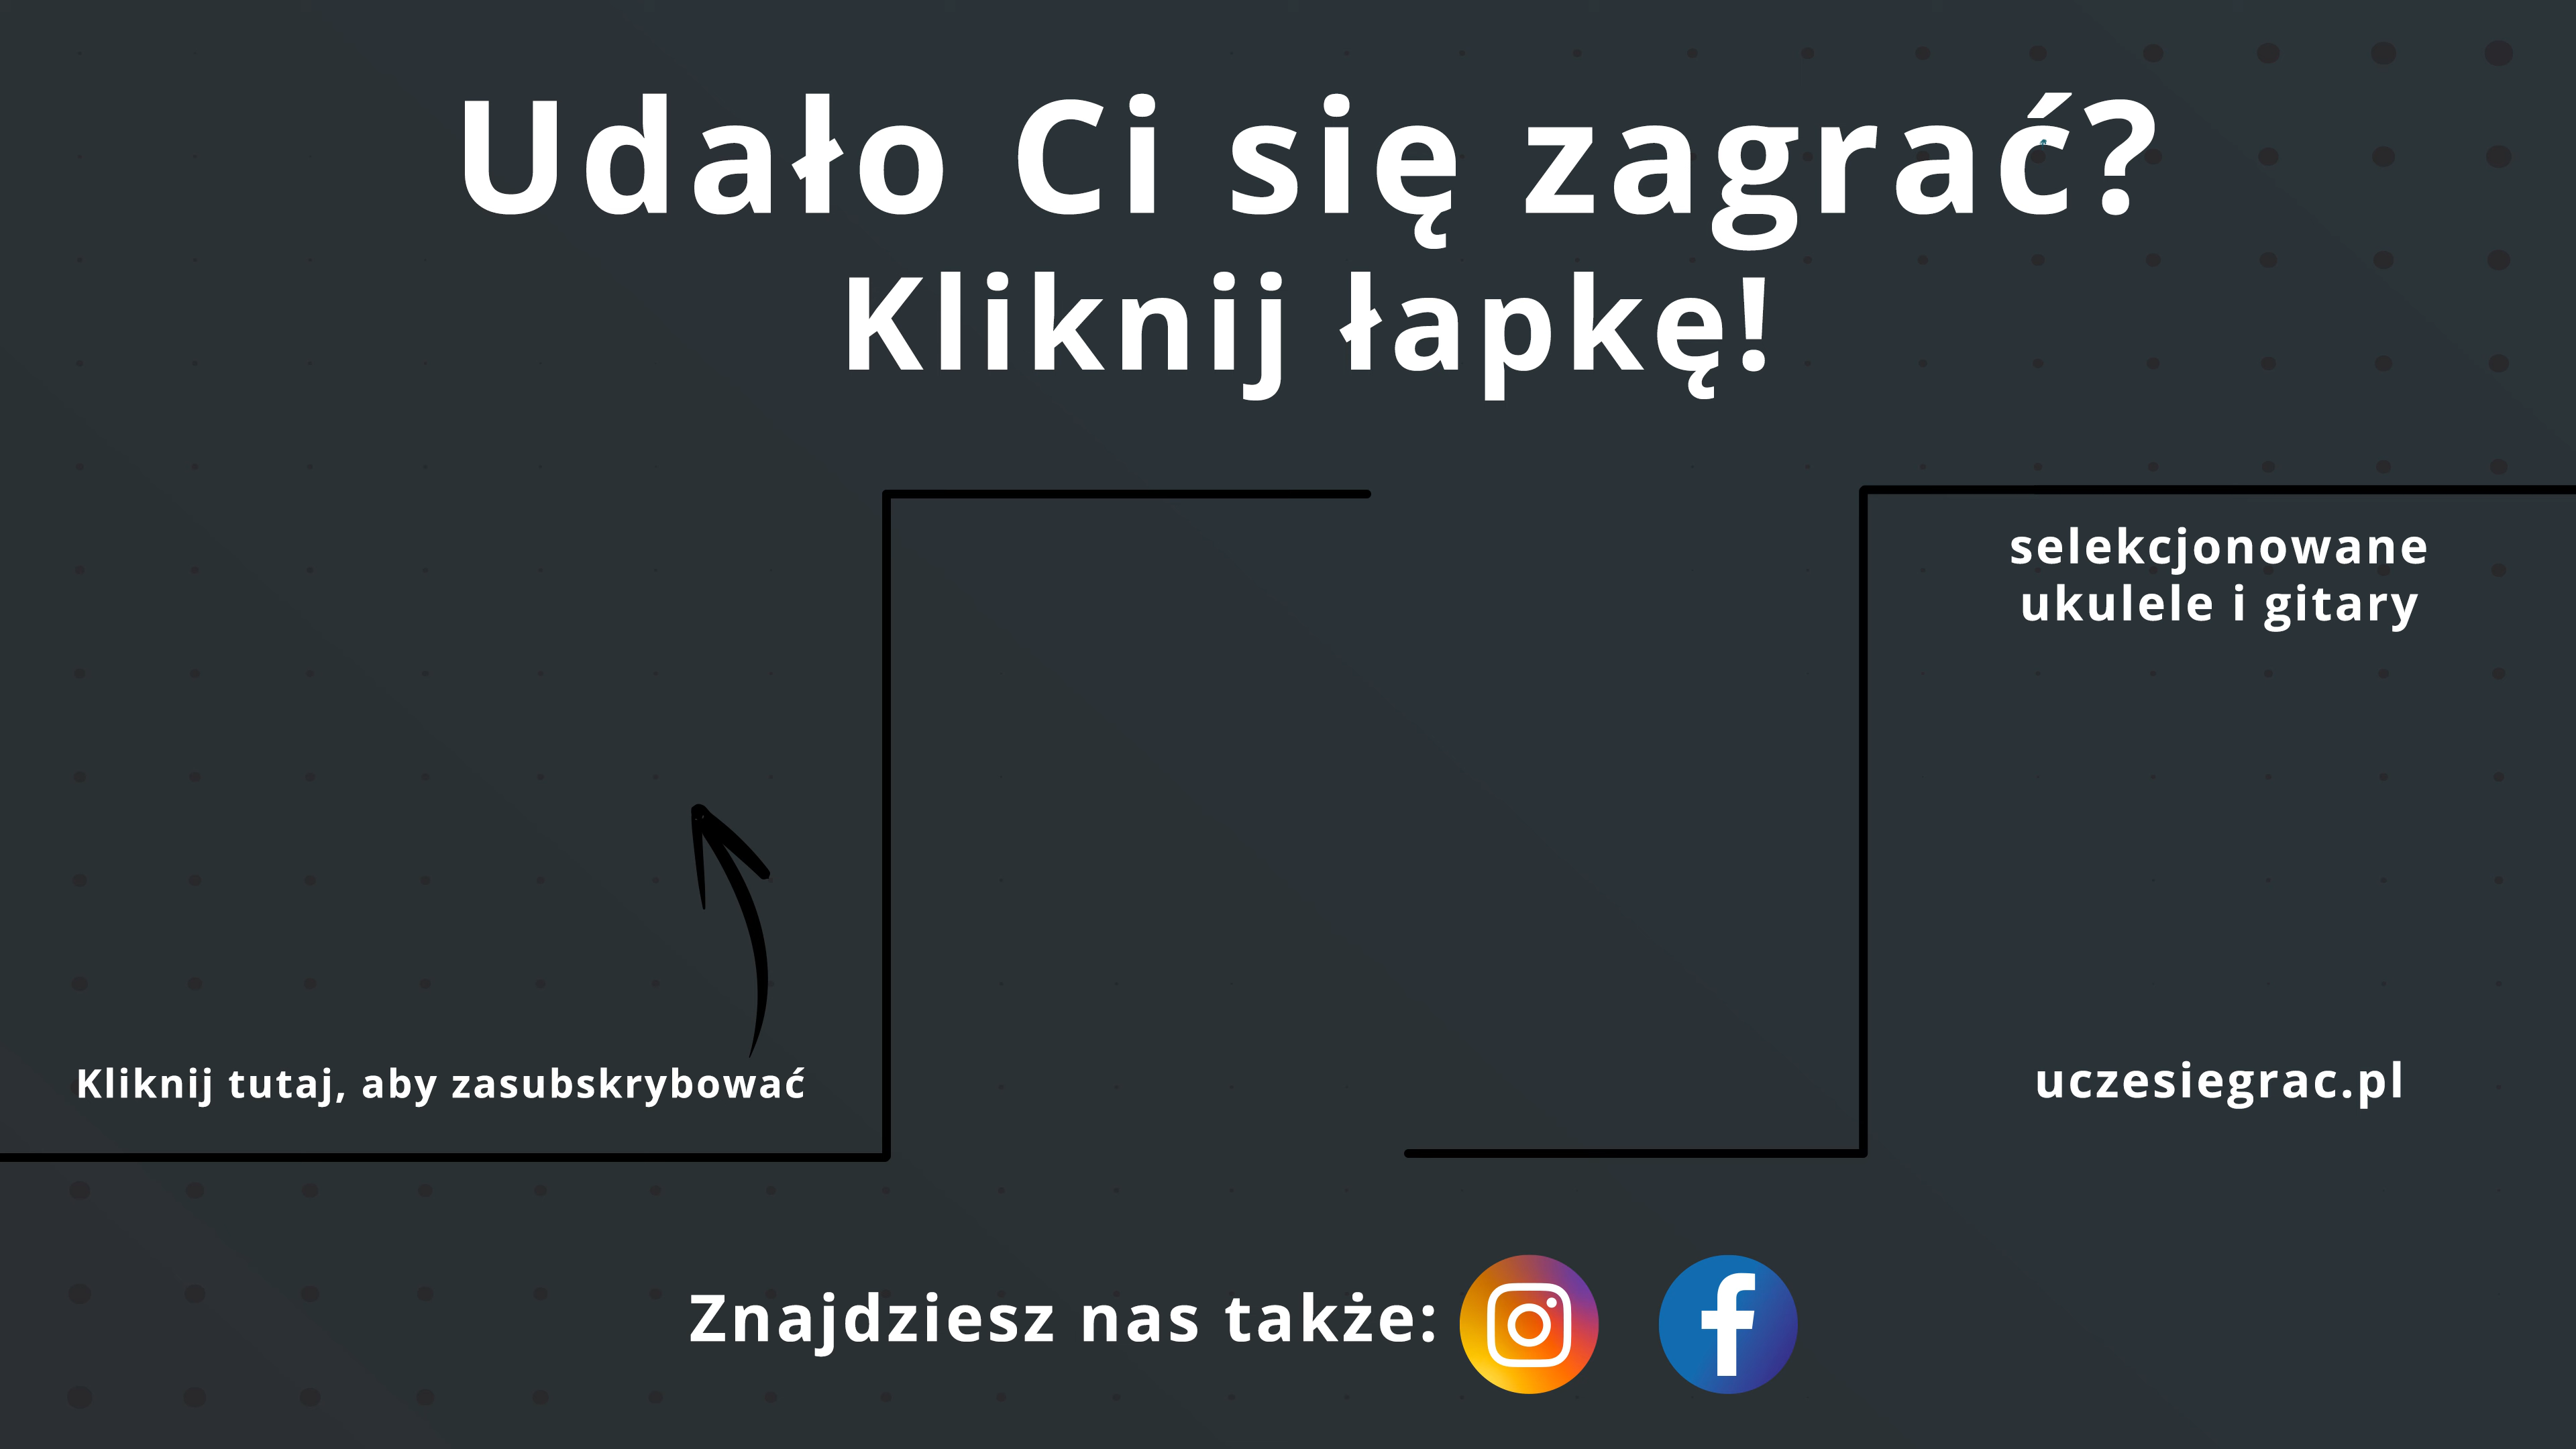 Udało Ci się zagrać?
Kliknij łapkę!
selekcjonowane
ukulele i gitary
Kliknij tutaj, aby zasubskrybować
uczesiegrac.pl
Znajdziesz nas także: